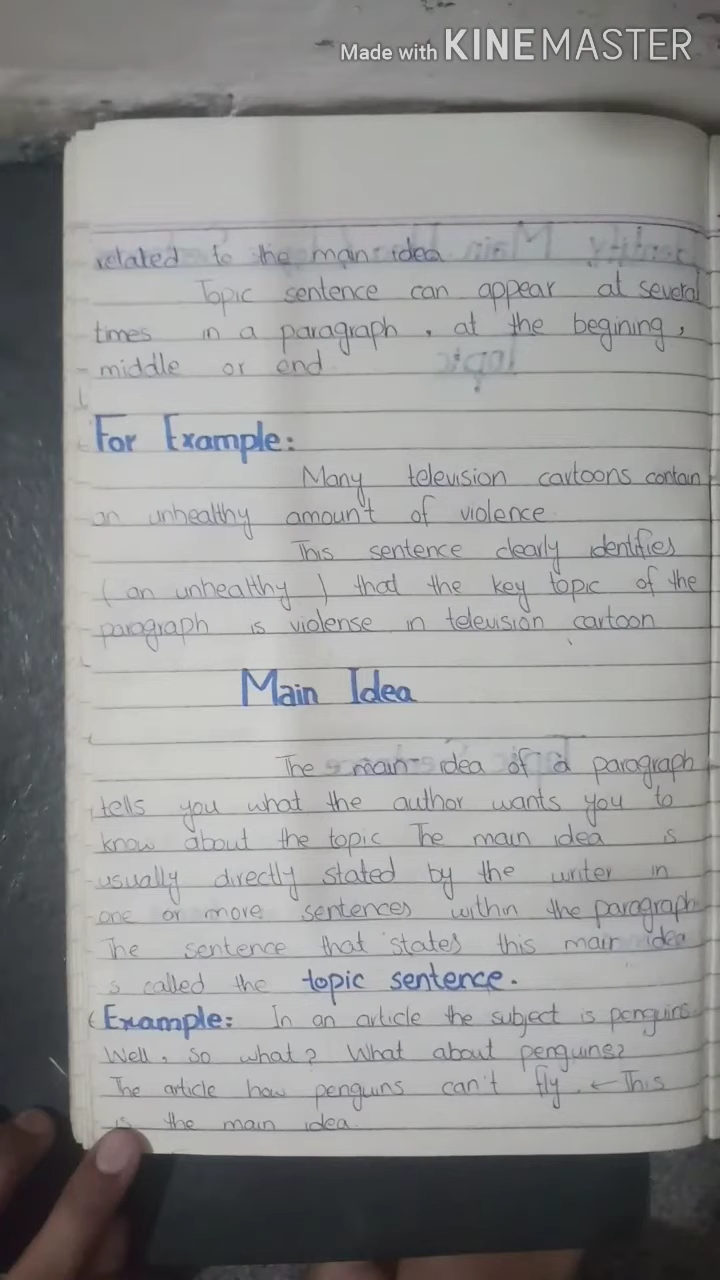 Made with KINEMASTER
related to the main idea
Topic sentence can appear at several
times in a paragraph, at the begining,
middle or end
For Example:
Many television cartoons contain
an unhealthy amount of violence
This sentence clearly identifies
(an unhealthy) that the key topic of the
paragraph is violense in television cartoon
Main Idea
The main idea of a paragraph
tells you what the author wants you to
know about the topic The main idea is
usually directly stated by the writer in
one or more sentences within the paragraph
The sentence that states this main idea
is called the topic sentence.
(Example: In an article the subject is penguins
Well, so what? What about penguins?
The article how penguins can't fly. ← This
is the main idea.